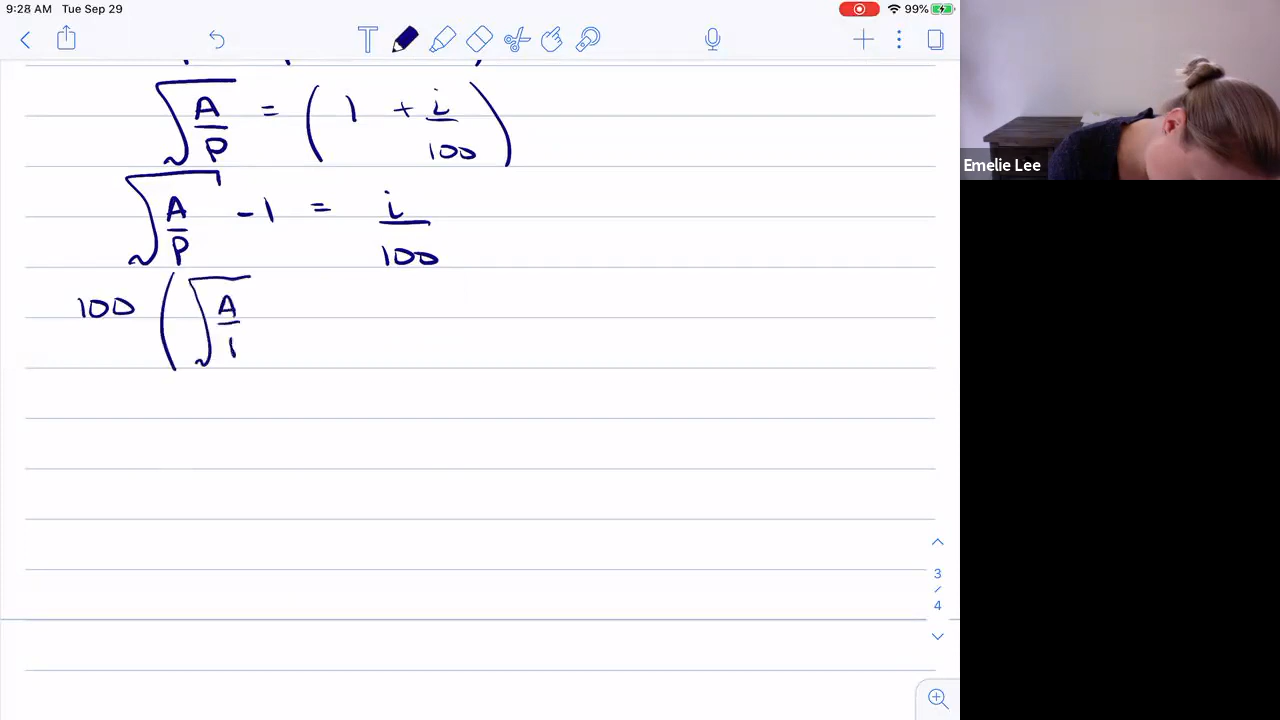 9:28 AM Tue Sep 29 99%
T
√(A/P) = (1 + i/100)
√(A/P) - 1 = i/100
100 (√(A/1
3
/
4
Emelie Lee